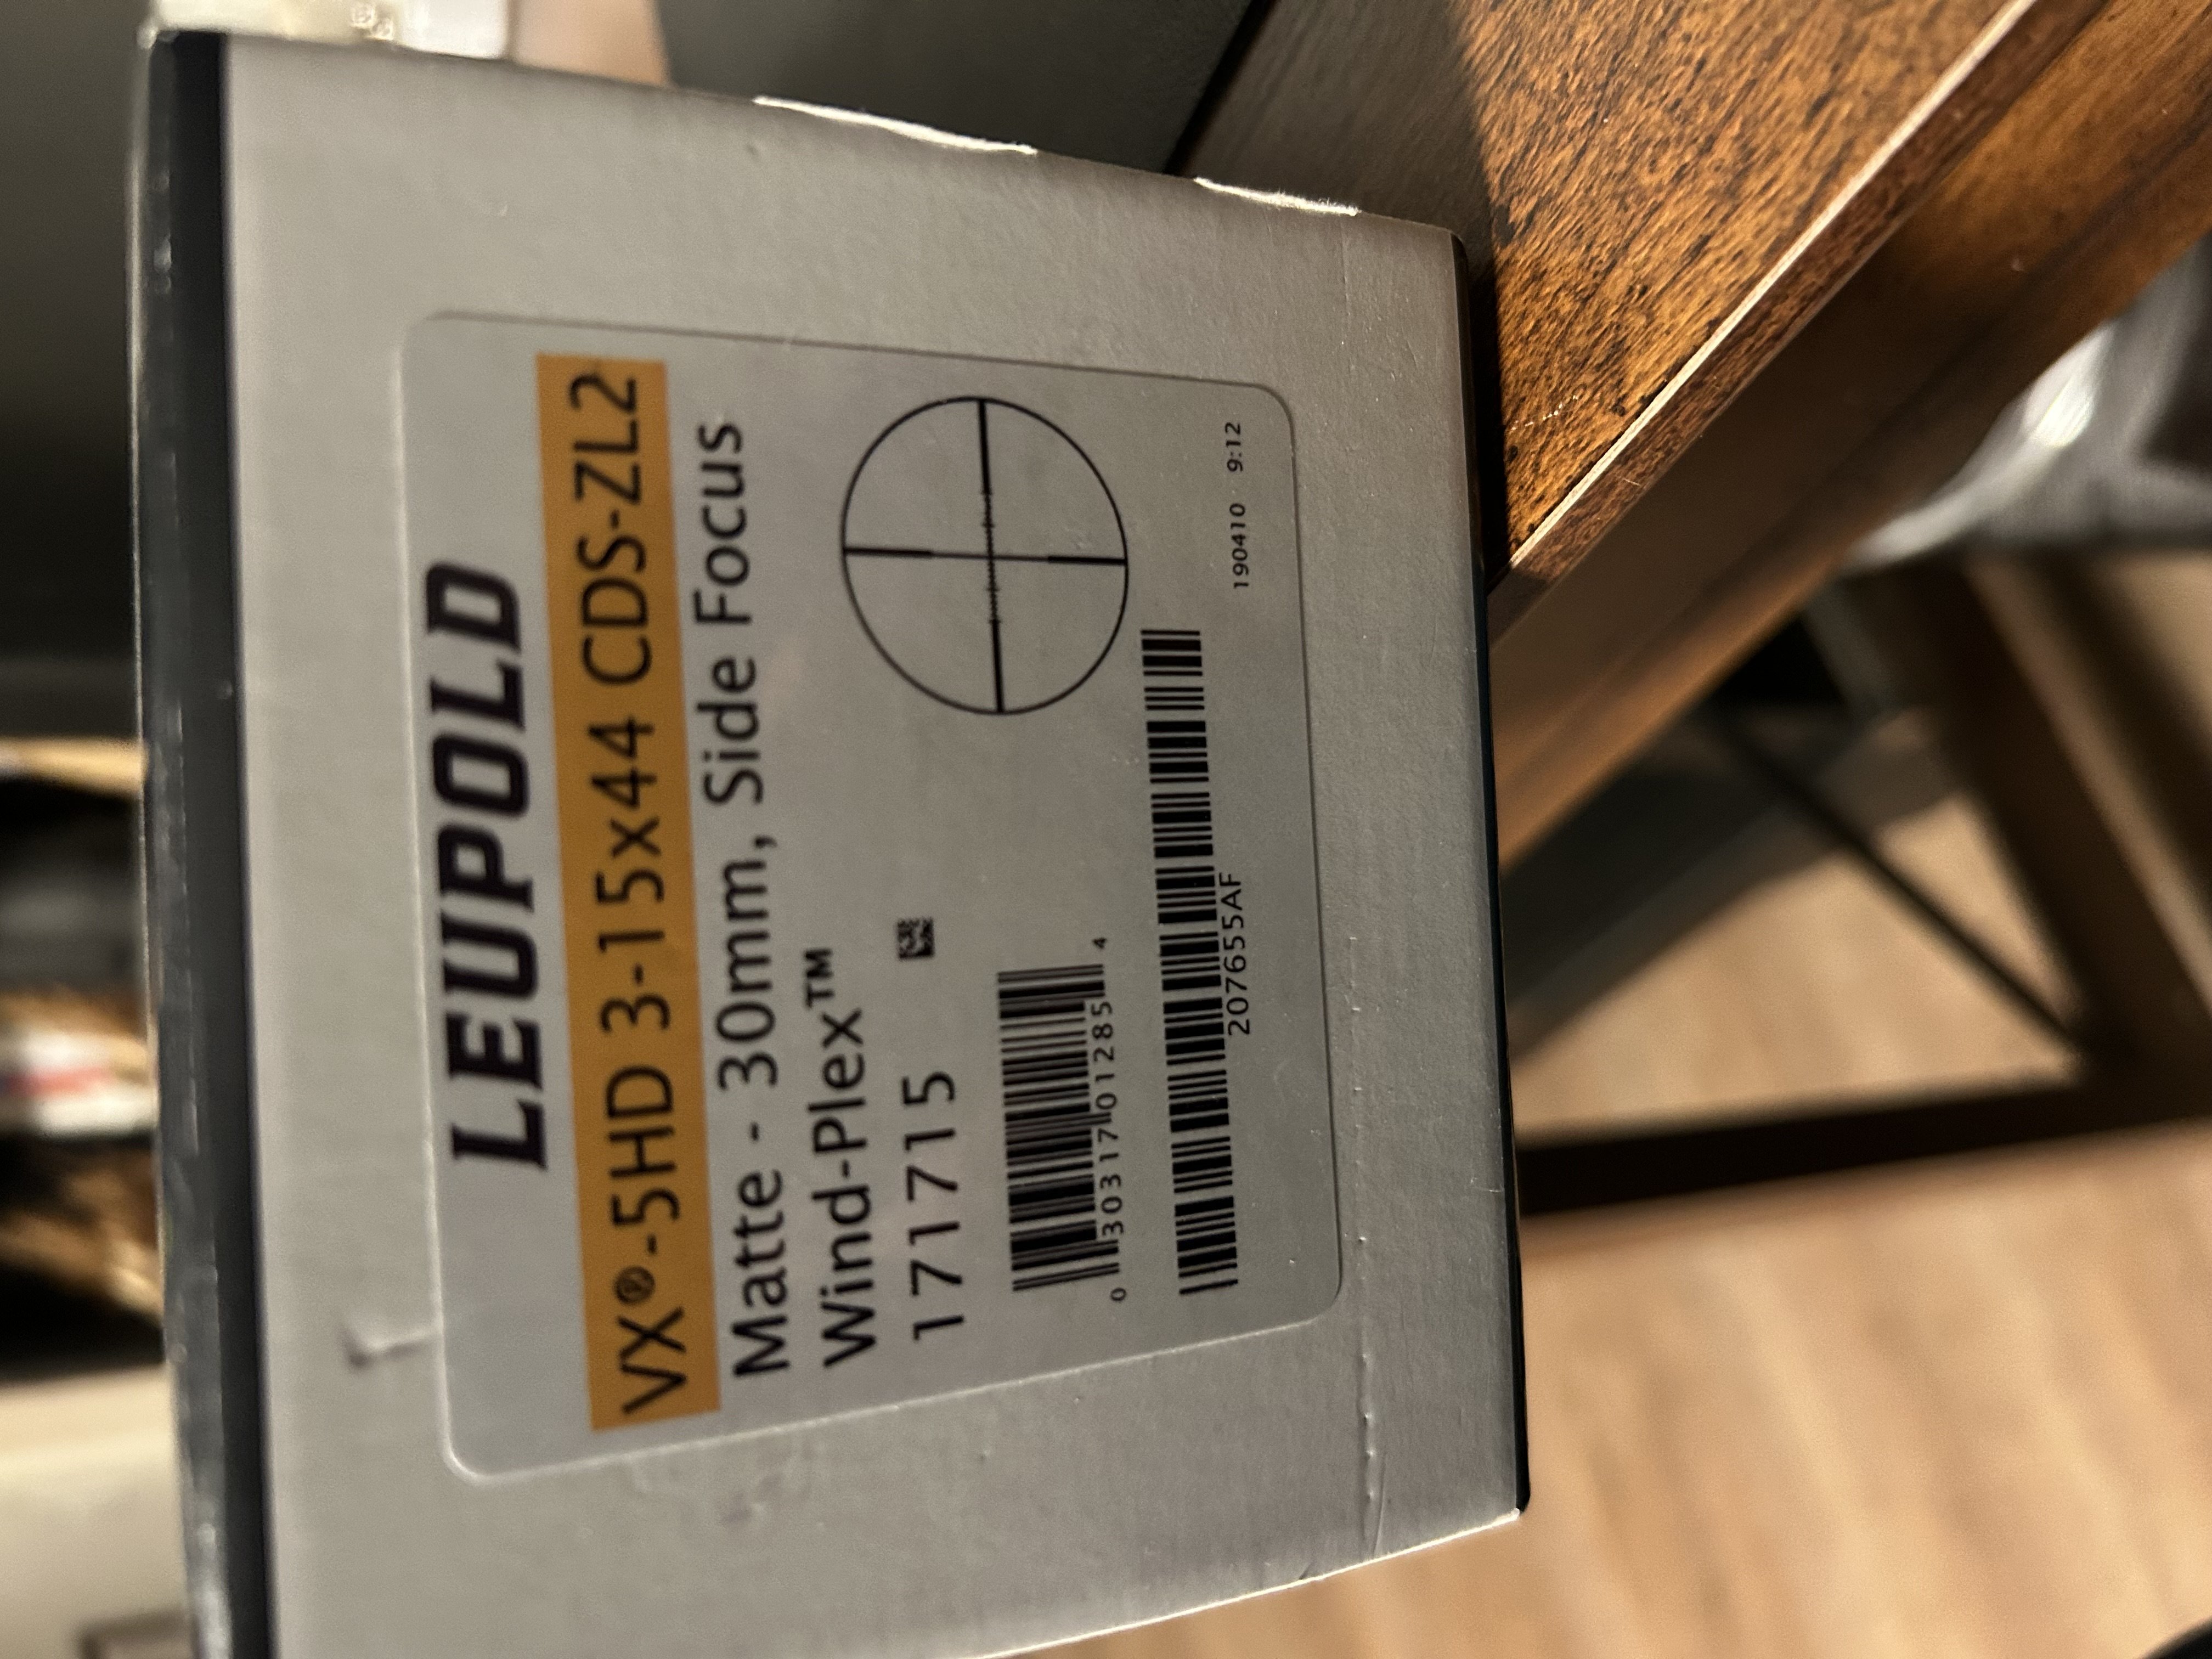 LEUPOLD
VX®-5HD 3-15x44 CDS-ZL2
Matte - 30mm, Side Focus
Wind-Plex™
171715
0 30317 01285 4
207655AF
190410 9:12